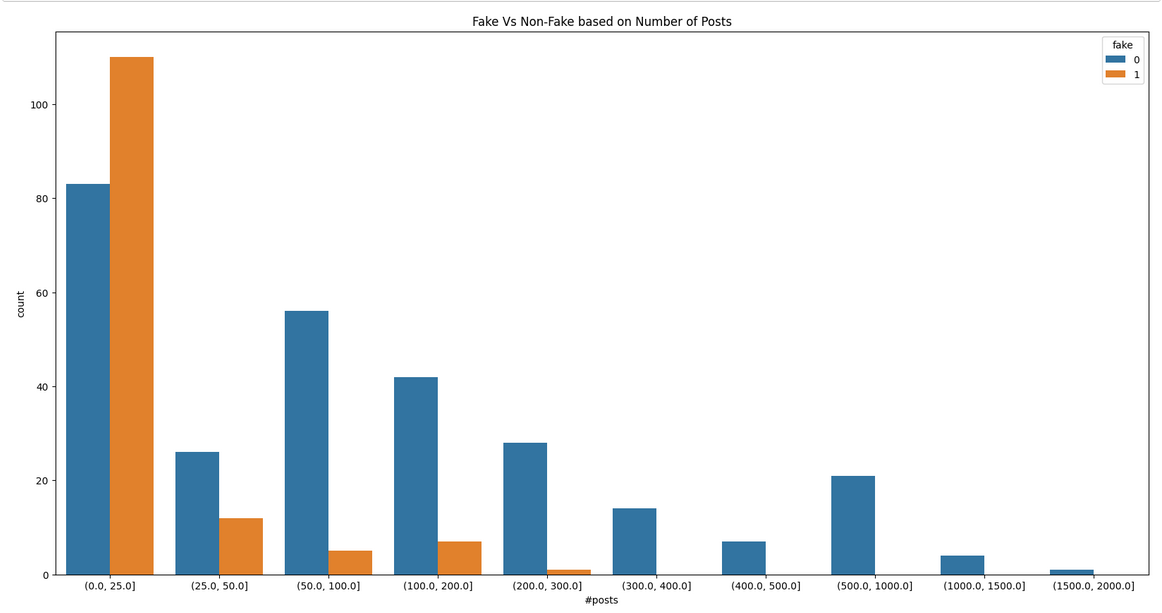 Fake Vs Non-Fake based on Number of Posts
fake
0
1
100
80
60
40
20
0
count
(0.0, 25.0] (25.0, 50.0] (50.0, 100.0] (100.0, 200.0] (200.0, 300.0] (300.0, 400.0] (400.0, 500.0] (500.0, 1000.0] (1000.0, 1500.0] (1500.0, 2000.0]
#posts